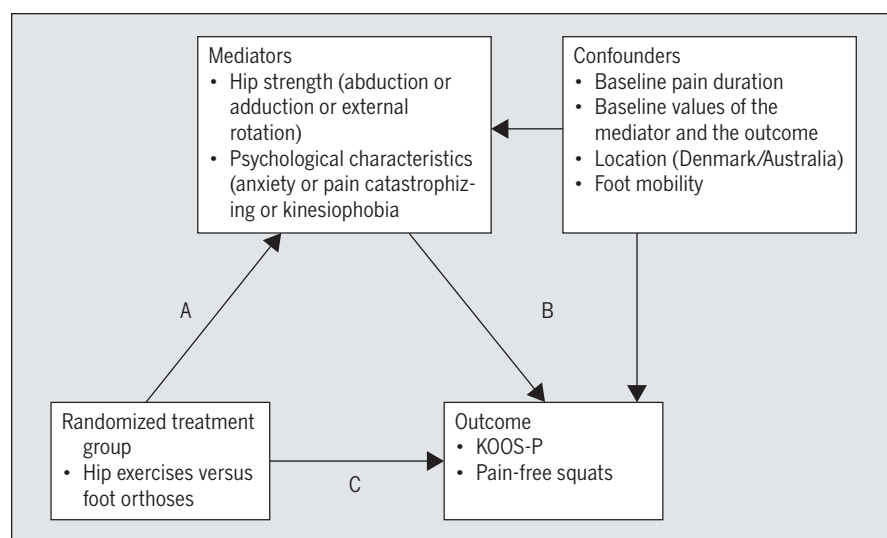 Mediators
• Hip strength (abduction or
adduction or external
rotation)
• Psychological characteristics
(anxiety or pain catastrophiz-
ing or kinesiophobia
Confounders
• Baseline pain duration
• Baseline values of the
mediator and the outcome
• Location (Denmark/Australia)
• Foot mobility
A
B
Randomized treatment
group
• Hip exercises versus
foot orthoses
C
Outcome
• KOOS-P
• Pain-free squats